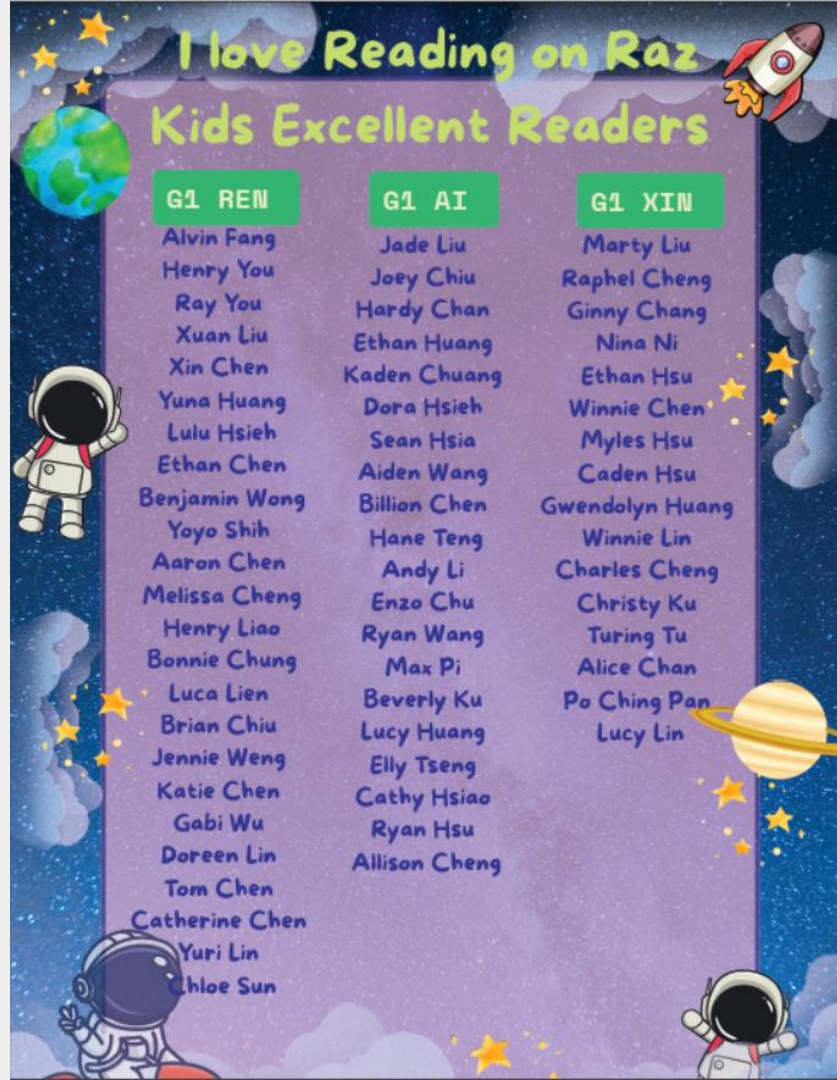 I love Reading on Raz
Kids Excellent Readers
G1 REN
Alvin Fang
Henry You
Ray You
Xuan Liu
Xin Chen
Yuna Huang
Lulu Hsieh
Ethan Chen
Benjamin Wong
Yoyo Shih
Aaron Chen
Melissa Cheng
Henry Liao
Bonnie Chung
Luca Lien
Brian Chiu
Jennie Weng
Katie Chen
Gabi Wu
Doreen Lin
Tom Chen
Catherine Chen
Yuri Lin
Chloe Sun
G1 AI
Jade Liu
Joey Chiu
Hardy Chan
Ethan Huang
Kaden Chuang
Dora Hsieh
Sean Hsia
Aiden Wang
Billion Chen
Hane Teng
Andy Li
Enzo Chu
Ryan Wang
Max Pi
Beverly Ku
Lucy Huang
Elly Tseng
Cathy Hsiao
Ryan Hsu
Allison Cheng
G1 XIN
Marty Liu
Raphel Cheng
Ginny Chang
Nina Ni
Ethan Hsu
Winnie Chen
Myles Hsu
Caden Hsu
Gwendolyn Huang
Winnie Lin
Charles Cheng
Christy Ku
Turing Tu
Alice Chan
Po Ching Pan
Lucy Lin